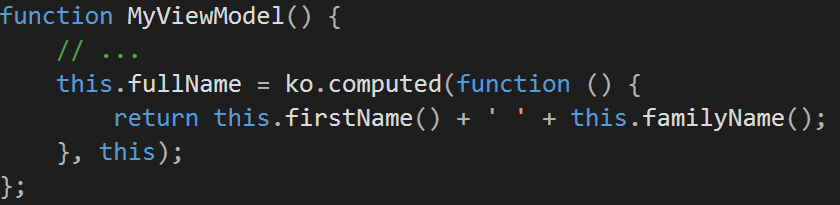 function MyViewModel() {
    // ...
    this.fullName = ko.computed(function () {
        return this.firstName() + ' ' + this.familyName();
    }, this);
};